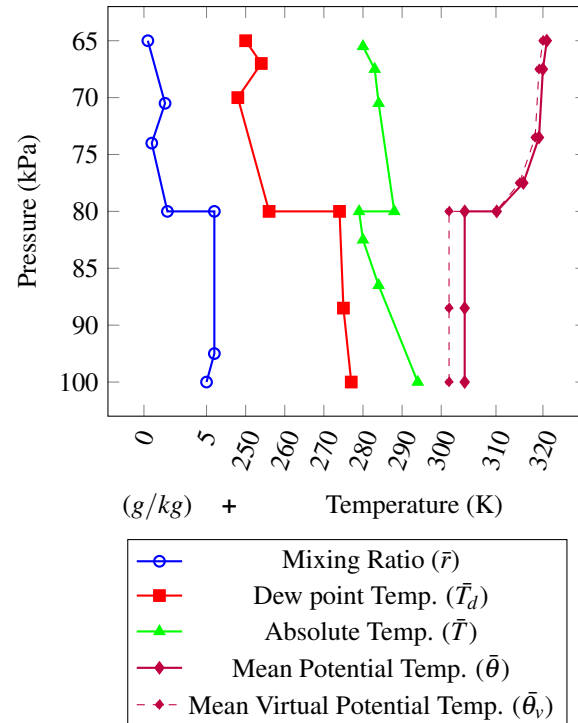 65
70
75
80
85
90
95
100
Pressure (kPa)
0 5 250 260 270 280 290 300 310 320
(g/kg) + Temperature (K)
Mixing Ratio (r̄)
Dew point Temp. (T̄_d)
Absolute Temp. (T̄)
Mean Potential Temp. (θ̄)
Mean Virtual Potential Temp. (θ̄_v)